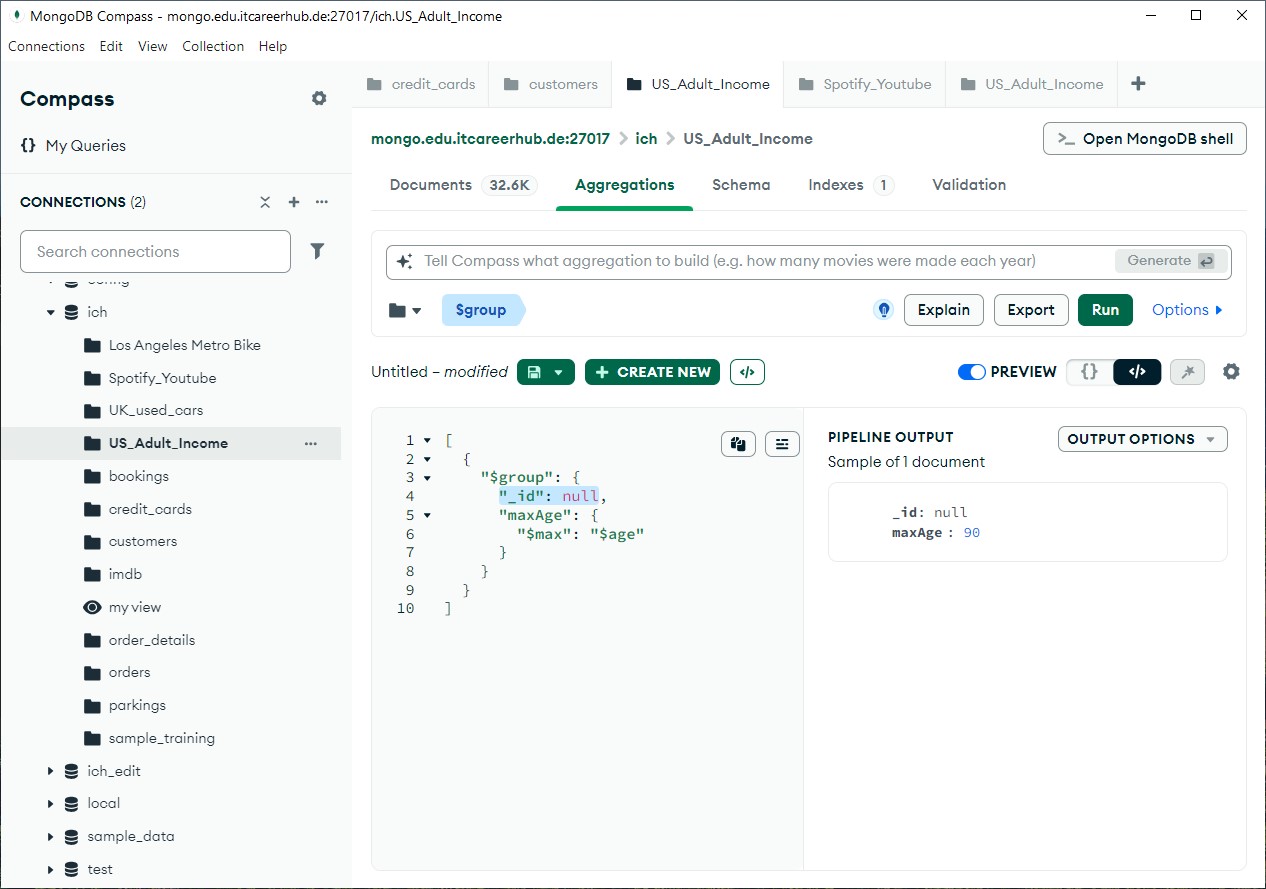 MongoDB Compass - mongo.edu.itcareerhub.de:27017/ich.US_Adult_Income
Connections Edit View Collection Help
Compass
{} My Queries
CONNECTIONS (2)
Search connections
config
ich
Los Angeles Metro Bike
Spotify_Youtube
UK_used_cars
US_Adult_Income
bookings
credit_cards
customers
imdb
my view
order_details
orders
parkings
sample_training
ich_edit
local
sample_data
test
credit_cards customers US_Adult_Income Spotify_Youtube US_Adult_Income +
mongo.edu.itcareerhub.de:27017 > ich > US_Adult_Income
>_ Open MongoDB shell
Documents 32.6K Aggregations Schema Indexes 1 Validation
Tell Compass what aggregation to build (e.g. how many movies were made each year) Generate
$group Explain Export Run Options
Untitled – modified + CREATE NEW </> PREVIEW {} </>
1 [
2 {
3 "$group": {
4 "_id": null,
5 "maxAge": {
6 "$max": "$age"
7 }
8 }
9 }
10 ]
PIPELINE OUTPUT
OUTPUT OPTIONS
Sample of 1 document
_id: null
maxAge : 90